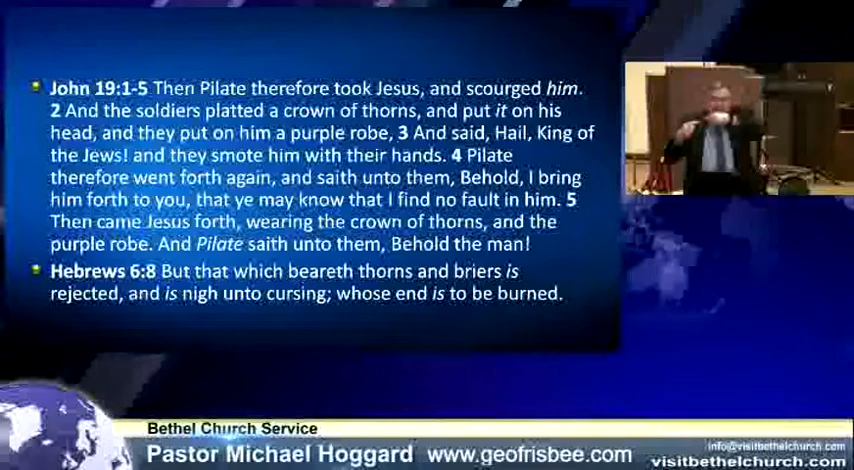 John 19:1-5 Then Pilate therefore took Jesus, and scourged him.
2 And the soldiers platted a crown of thorns, and put it on his
head, and they put on him a purple robe, 3 And said, Hail, King of
the Jews! and they smote him with their hands. 4 Pilate
therefore went forth again, and saith unto them, Behold, I bring
him forth to you, that ye may know that I find no fault in him. 5
Then came Jesus forth, wearing the crown of thorns, and the
purple robe. And Pilate saith unto them, Behold the man!
Hebrews 6:8 But that which beareth thorns and briers is
rejected, and is nigh unto cursing; whose end is to be burned.
Bethel Church Service
Pastor Michael Hoggard www.geofrisbee.com
info@visitbethelchurch.com
visitbethelchurch.com